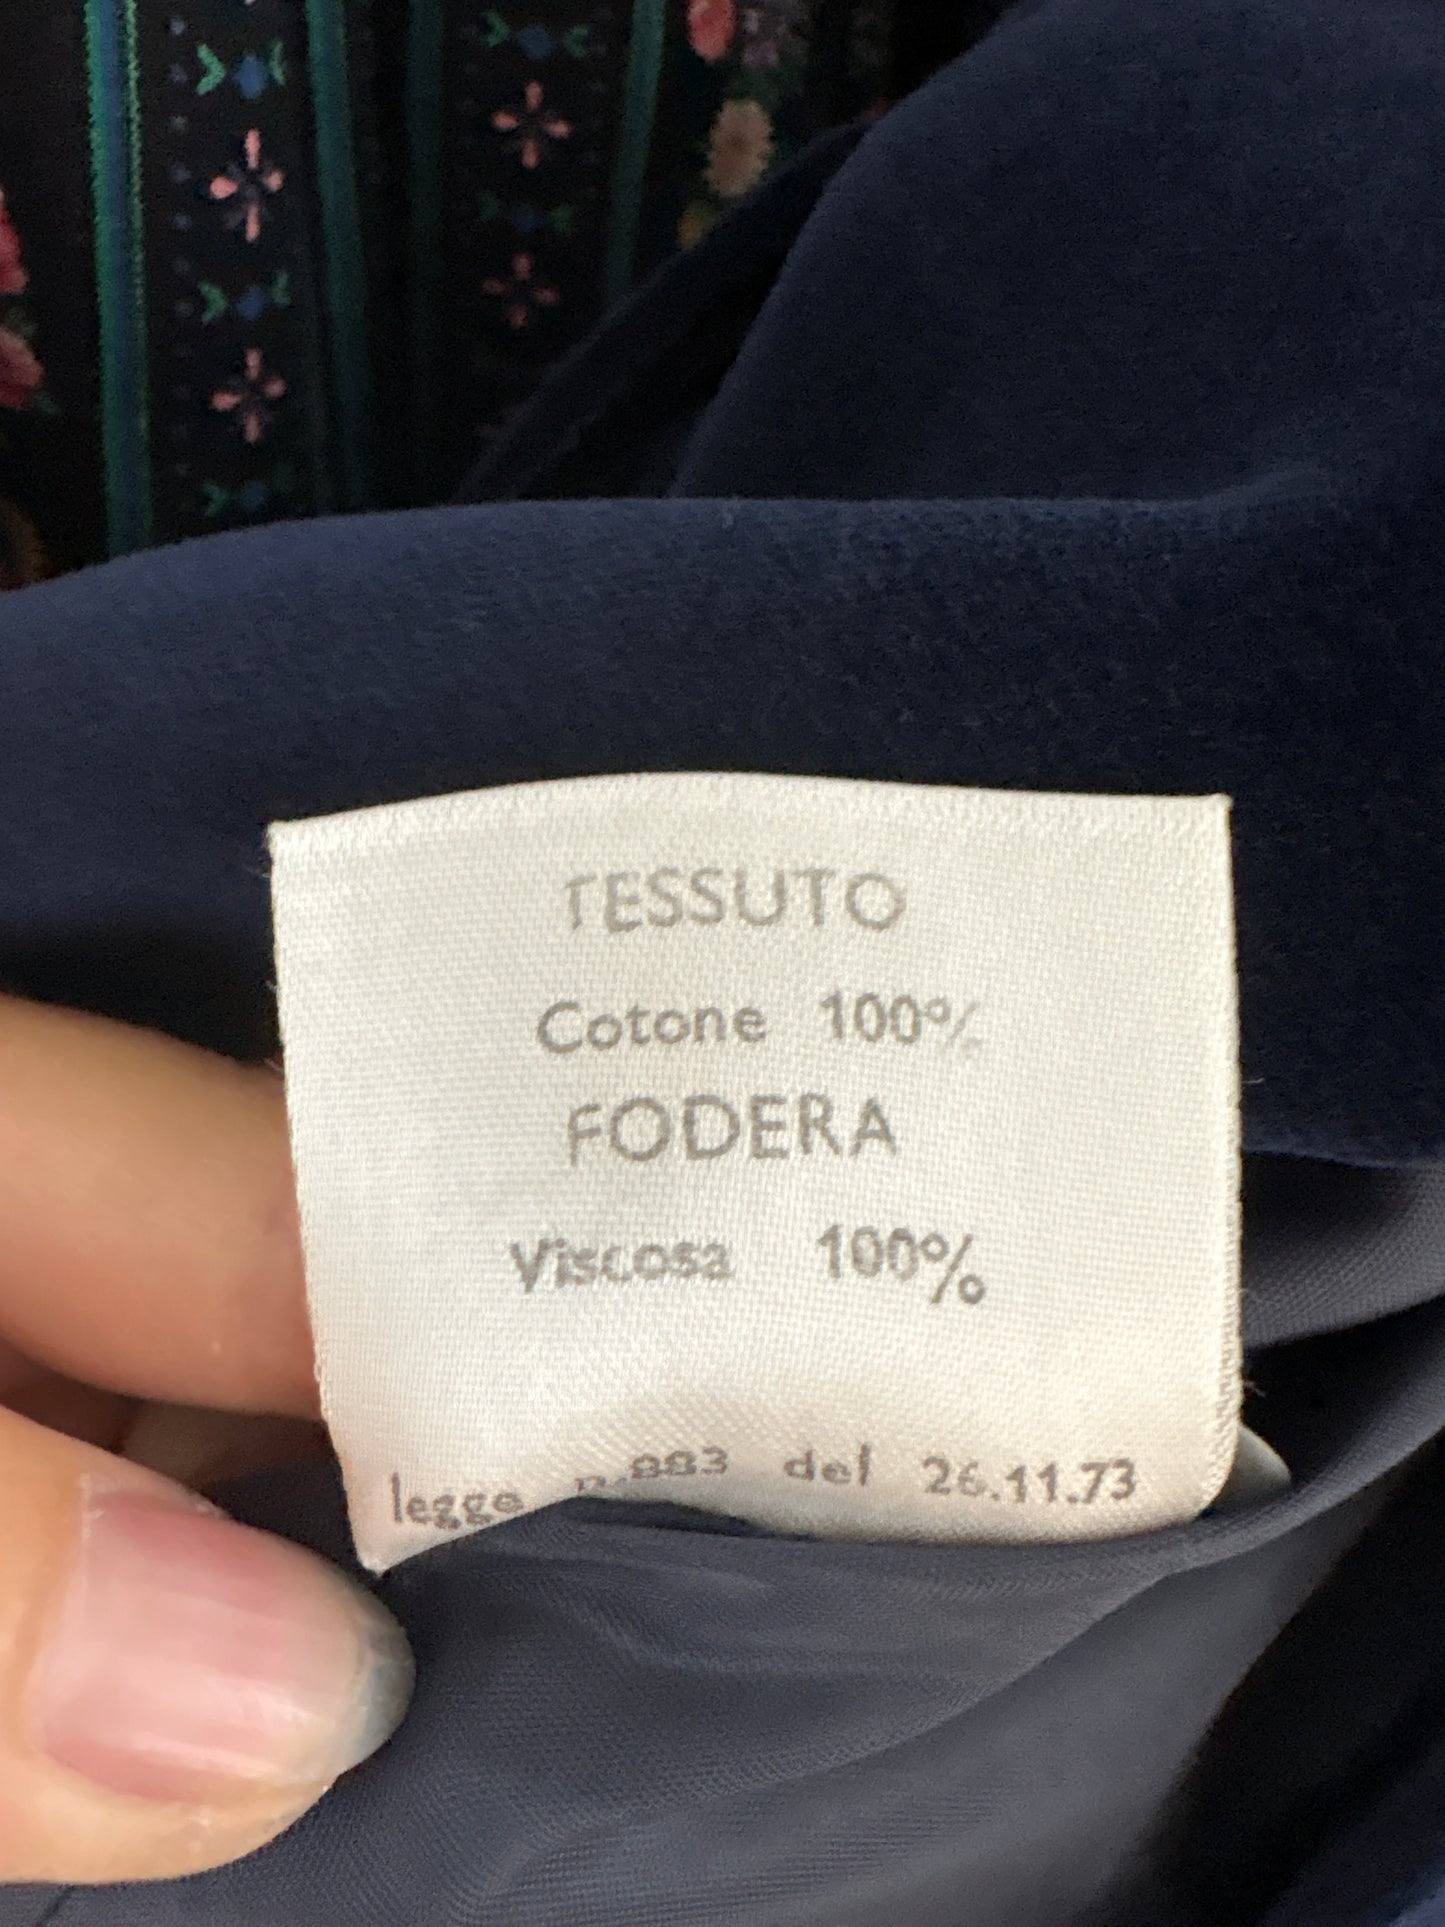 TESSUTO
Cotone 100%
FODERA
Viscosa 100%
legge n.883 del 26.11.73